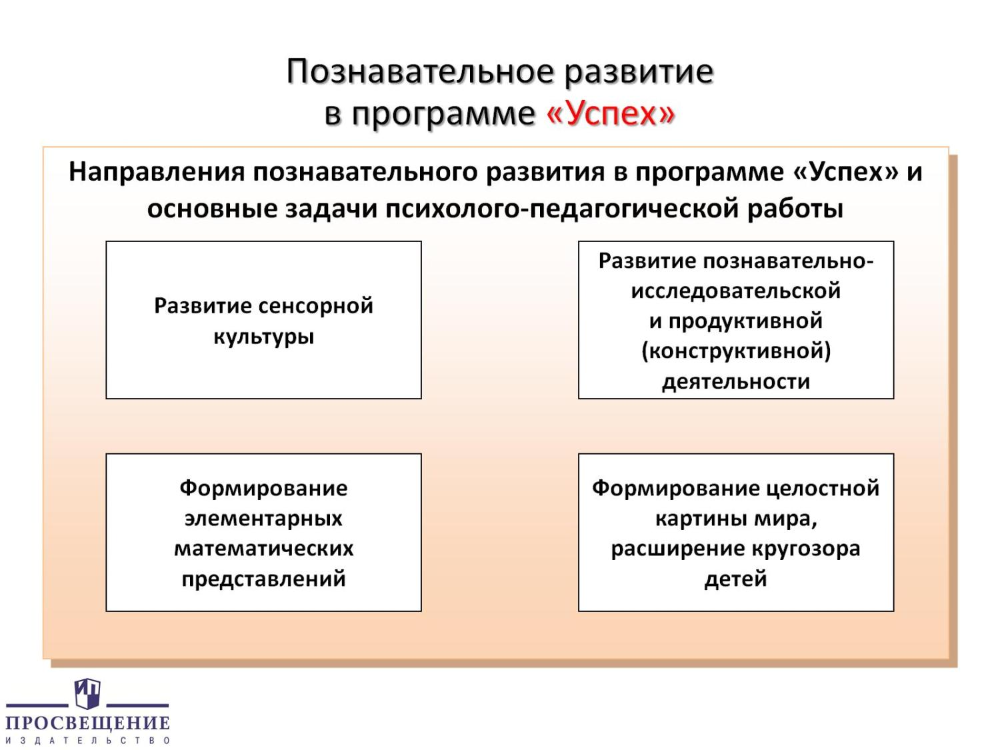 Познавательное развитие
в программе «Успех»
Направления познавательного развития в программе «Успех» и
основные задачи психолого-педагогической работы
Развитие сенсорной
культуры
Развитие познавательно-
исследовательской
и продуктивной
(конструктивной)
деятельности
Формирование
элементарных
математических
представлений
Формирование целостной
картины мира,
расширение кругозора
детей
ИП
ПРОСВЕЩЕНИЕ
ИЗДАТЕЛЬСТВО